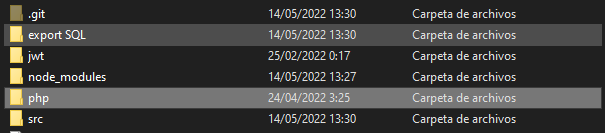 .git 14/05/2022 13:30 Carpeta de archivos
export SQL 14/05/2022 13:30 Carpeta de archivos
jwt 25/02/2022 0:17 Carpeta de archivos
node_modules 14/05/2022 13:27 Carpeta de archivos
php 24/04/2022 3:25 Carpeta de archivos
src 14/05/2022 13:30 Carpeta de archivos